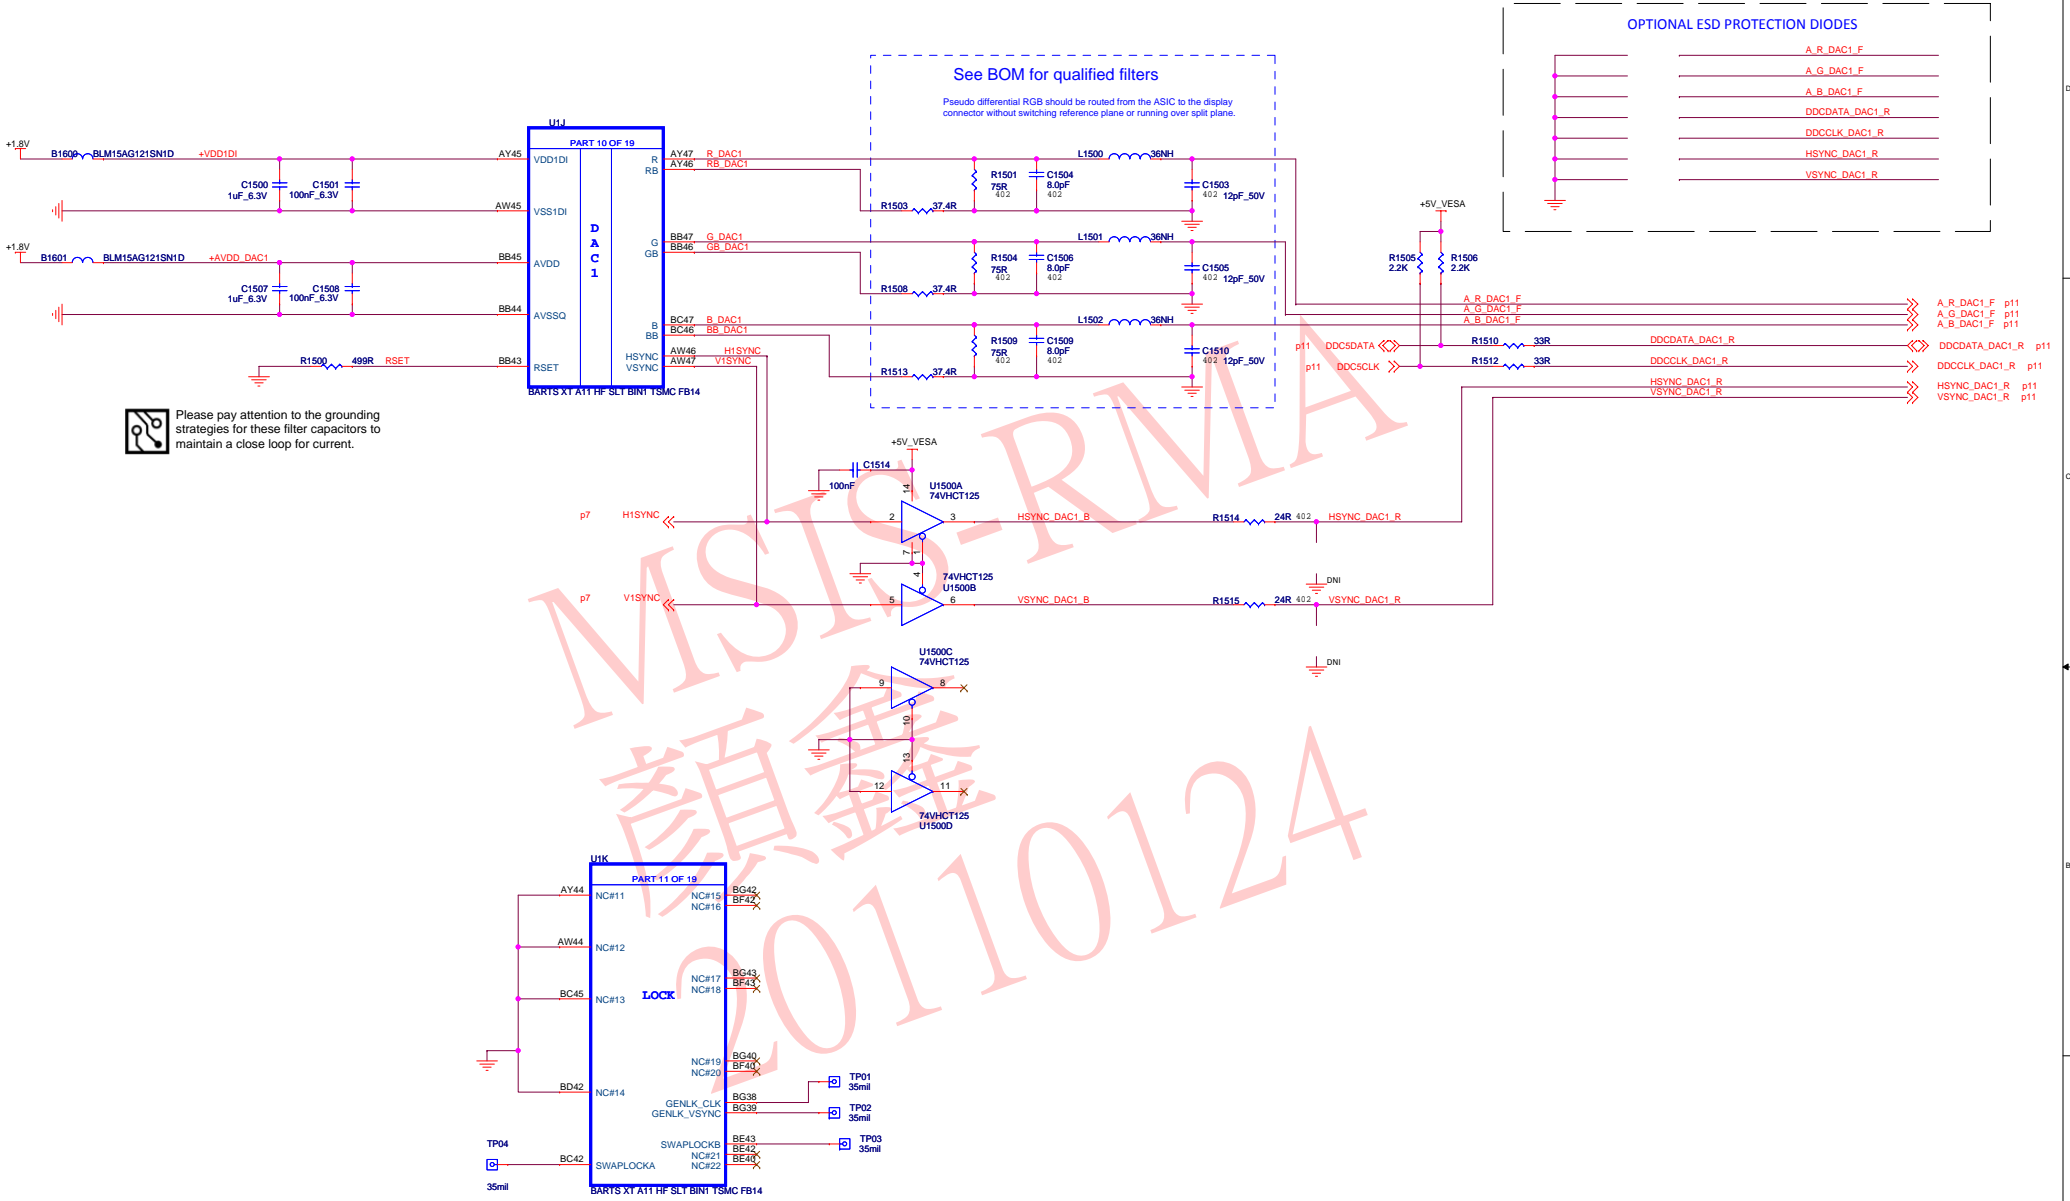 OPTIONAL ESD PROTECTION DIODES
A_R_DAC1_F
A_G_DAC1_F
A_B_DAC1_F
DDCDATA_DAC1_R
DDCCLK_DAC1_R
HSYNC_DAC1_R
VSYNC_DAC1_R
See BOM for qualified filters
Pseudo differential RGB should be routed from the ASIC to the display
connector without switching reference plane or running over split plane.
+1.8V
B1600 BLM15AG121SN1D +VDD1DI
C1500
1uF_6.3V
C1501
100nF_6.3V
+1.8V
B1601 BLM15AG121SN1D +AVDD_DAC1
C1507
1uF_6.3V
C1508
100nF_6.3V
R1500 499R RSET
AY45
AW45
BB45
BB44
BB43
U1J
PART 10 OF 19
VDD1DI
VSS1DI
AVDD
AVSSQ
RSET
D
A
C
1
R
RB
G
GB
B
BB
HSYNC
VSYNC
BARTS XT A11 HF SLT BIN1 TSMC FB14
AY47 R_DAC1
AY46 RB_DAC1
BB47 G_DAC1
BB46 GB_DAC1
BC47 B_DAC1
BC46 BB_DAC1
AW46 H1SYNC
AW47 V1SYNC
R1501
75R
402
C1504
8.0pF
402
L1500 36NH
C1503
402 12pF_50V
R1503 37.4R
R1504
75R
402
C1506
8.0pF
402
L1501 36NH
C1505
402 12pF_50V
R1508 37.4R
R1509
75R
402
C1509
8.0pF
402
L1502 36NH
C1510
402 12pF_50V
R1513 37.4R
+5V_VESA
R1505
2.2K
R1506
2.2K
A_R_DAC1_F
A_G_DAC1_F
A_B_DAC1_F
A_R_DAC1_F p11
A_G_DAC1_F p11
A_B_DAC1_F p11
p11 DDC5DATA
R1510 33R
DDCDATA_DAC1_R
DDCDATA_DAC1_R p11
p11 DDC5CLK
R1512 33R
DDCCLK_DAC1_R
DDCCLK_DAC1_R p11
HSYNC_DAC1_R
VSYNC_DAC1_R
HSYNC_DAC1_R p11
VSYNC_DAC1_R p11
Please pay attention to the grounding
strategies for these filter capacitors to
maintain a close loop for current.
+5V_VESA
C1514
100nF
14
U1500A
74VHCT125
p7 H1SYNC
2
3
7
1
HSYNC_DAC1_B
R1514 24R 402
HSYNC_DAC1_R
DNI
4
74VHCT125
U1500B
p7 V1SYNC
5
6
VSYNC_DAC1_B
R1515 24R 402
VSYNC_DAC1_R
DNI
U1500C
74VHCT125
9
8
10
13
12
11
74VHCT125
U1500D
U1K
PART 11 OF 19
LOCK
AY44 NC#11
AW44 NC#12
BC45 NC#13
BD42 NC#14
BC42 SWAPLOCKA
NC#15 BG42
NC#16 BF42
NC#17 BG43
NC#18 BF43
NC#19 BG40
NC#20 BF40
GENLK_CLK BG38
GENLK_VSYNC BG39
SWAPLOCKB BE43
NC#21 BE42
NC#22 BE40
TP01
35mil
TP02
35mil
TP03
35mil
TP04
35mil
BARTS XT A11 HF SLT BIN1 TSMC FB14
MSIS-RMA
顏鑫
20110124
D
C
B